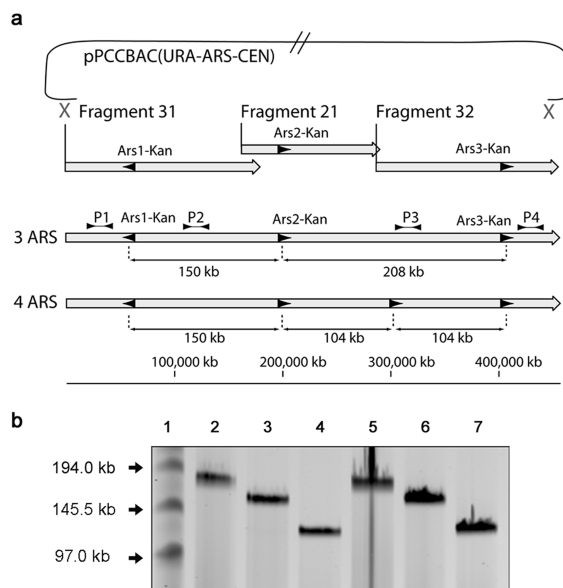 a
pPCCBAC(URA-ARS-CEN)
X Fragment 31 Fragment 21 Fragment 32 X
Ars1-Kan Ars2-Kan Ars3-Kan
P1 Ars1-Kan P2 Ars2-Kan P3 Ars3-Kan P4
3 ARS
150 kb 208 kb
4 ARS
150 kb 104 kb 104 kb
100,000 kb 200,000 kb 300,000 kb 400,000 kb
b
1 2 3 4 5 6 7
194.0 kb
145.5 kb
97.0 kb